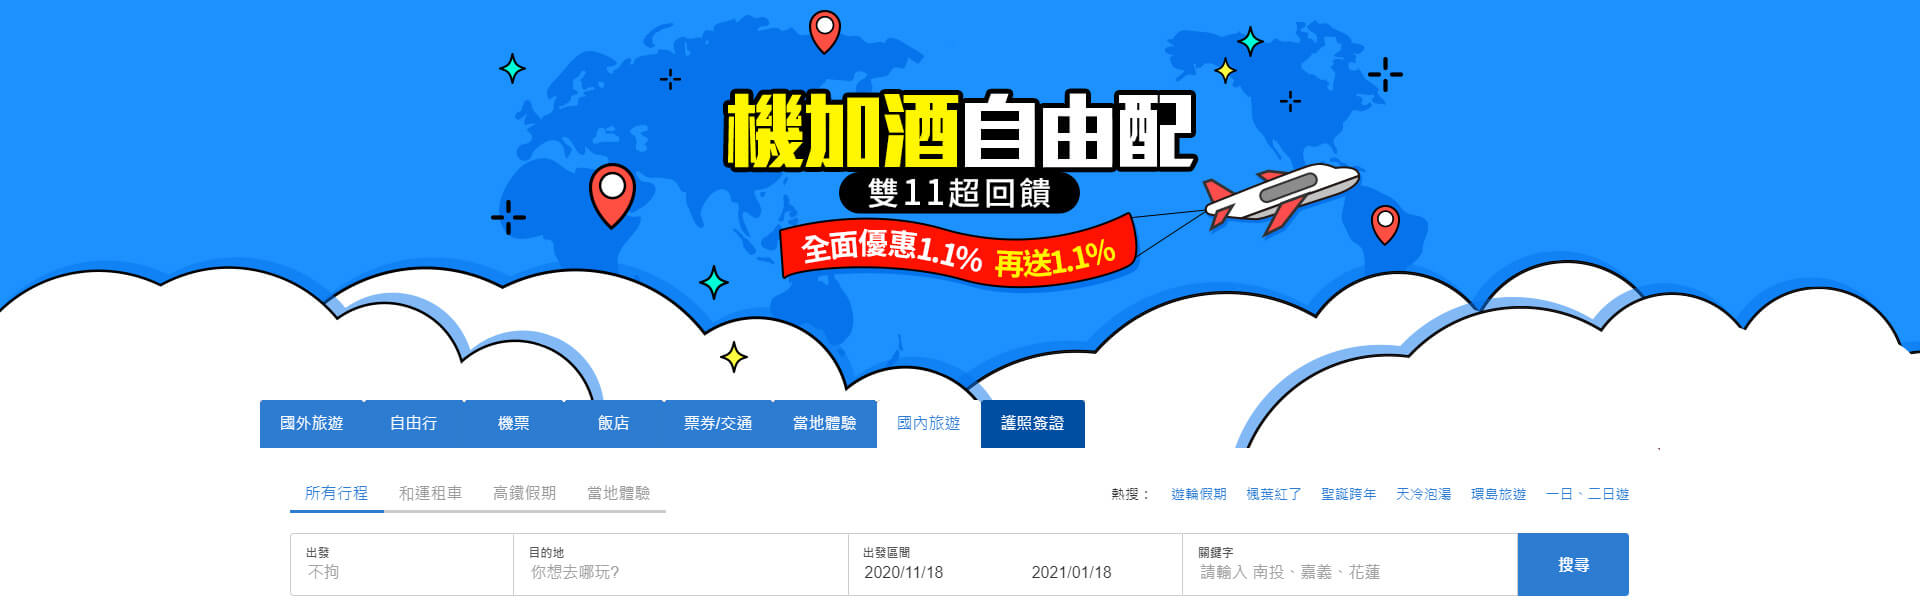 機加酒自由配
雙11超回饋
全面優惠1.1% 再送1.1%
國外旅遊 自由行 機票 飯店 票券/交通 當地體驗 國內旅遊 護照簽證
所有行程 和運租車 高鐵假期 當地體驗 熱搜： 遊輪假期 楓葉紅了 聖誕跨年 天冷泡湯 環島旅遊 一日、二日遊
出發 目的地 出發區間 關鍵字
不拘 你想去哪玩? 2020/11/18 2021/01/18 請輸入 南投、嘉義、花蓮 搜尋